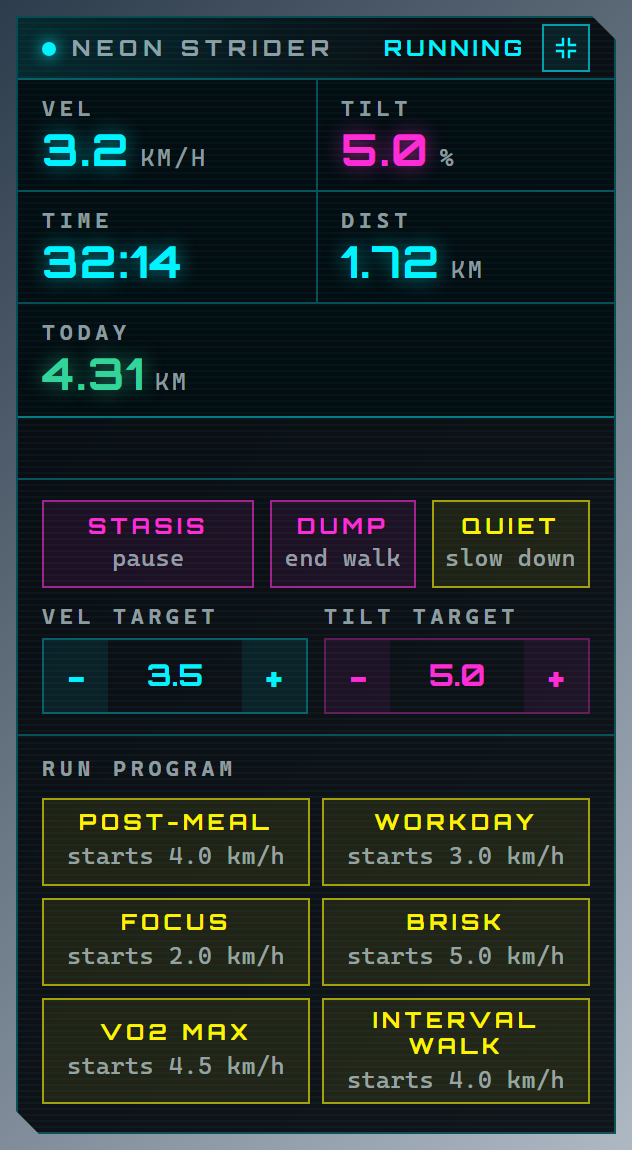 NEON STRIDER RUNNING
VEL
3.2 KM/H
TILT
5.0 %
TIME
32:14
DIST
1.72 KM
TODAY
4.31 KM
STASIS
pause
DUMP
end walk
QUIET
slow down
VEL TARGET
- 3.5 +
TILT TARGET
- 5.0 +
RUN PROGRAM
POST-MEAL
starts 4.0 km/h
WORKDAY
starts 3.0 km/h
FOCUS
starts 2.0 km/h
BRISK
starts 5.0 km/h
VO2 MAX
starts 4.5 km/h
INTERVAL
WALK
starts 4.0 km/h